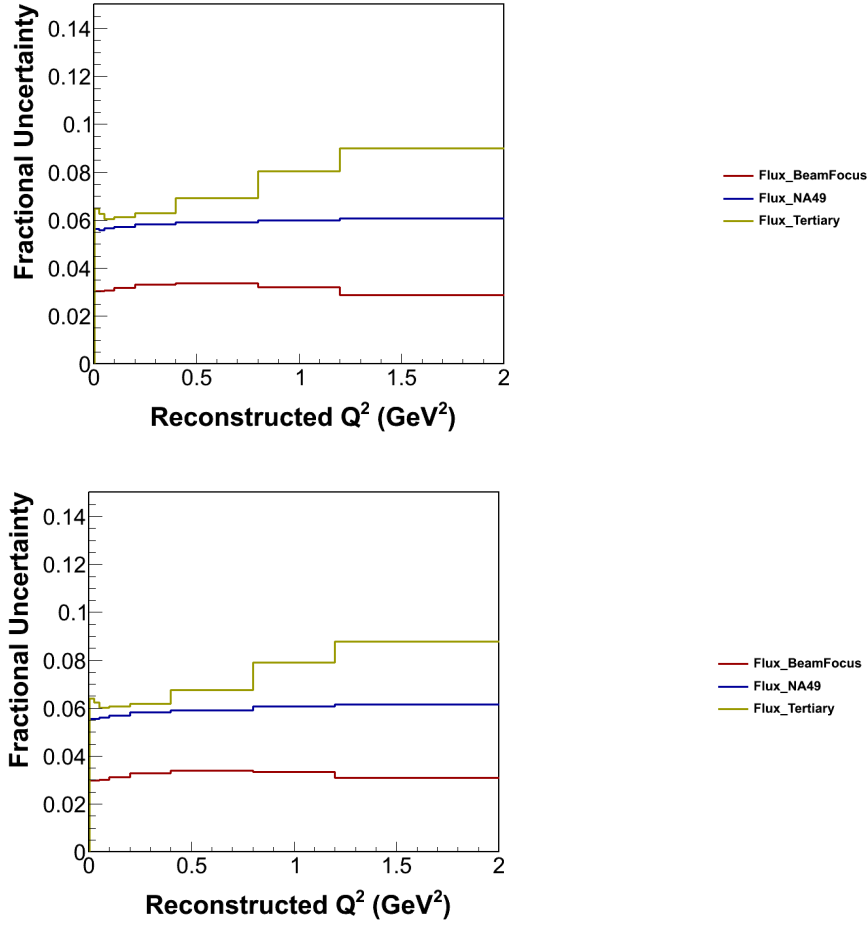 Fractional Uncertainty
0.14
0.12
0.1
0.08
0.06
0.04
0.02
0
0 0.5 1 1.5 2
Reconstructed Q² (GeV²)
Flux_BeamFocus
Flux_NA49
Flux_Tertiary
Fractional Uncertainty
0.14
0.12
0.1
0.08
0.06
0.04
0.02
0
0 0.5 1 1.5 2
Reconstructed Q² (GeV²)
Flux_BeamFocus
Flux_NA49
Flux_Tertiary